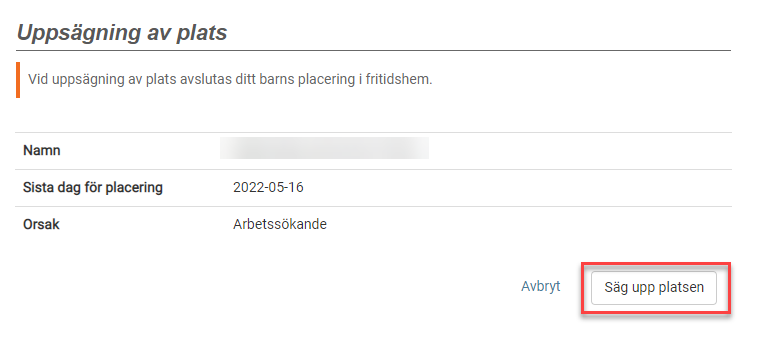 Uppsägning av plats
Vid uppsägning av plats avslutas ditt barns placering i fritidshem.
Namn
Sista dag för placering 2022-05-16
Orsak Arbetssökande
Avbryt Säg upp platsen